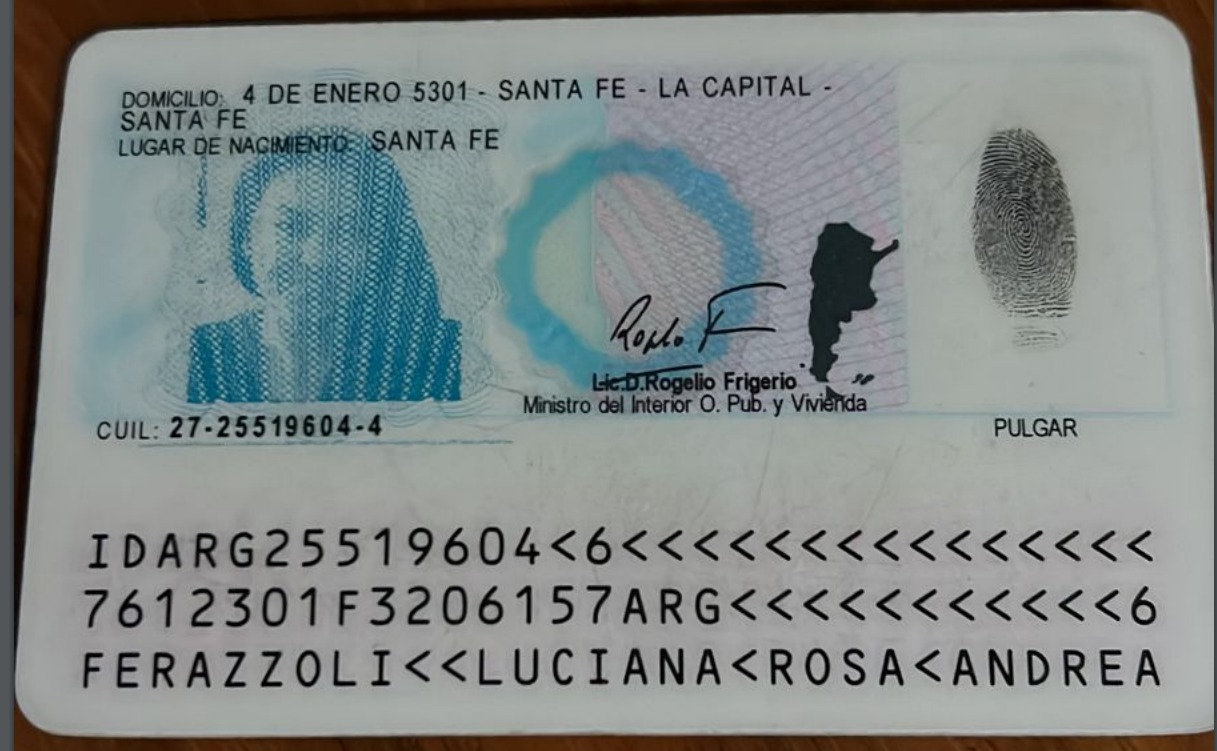 DOMICILIO: 4 DE ENERO 5301 - SANTA FE - LA CAPITAL -
SANTA FE
LUGAR DE NACIMIENTO: SANTA FE
Lic.D.Rogelio Frigerio
Ministro del Interior O. Pub. y Vivienda
CUIL: 27-25519604-4
PULGAR
IDARG25519604<6<<<<<<<<<<<<<<<
7612301F3206157ARG<<<<<<<<<<<6
FERAZZOLI<<LUCIANA<ROSA<ANDREA